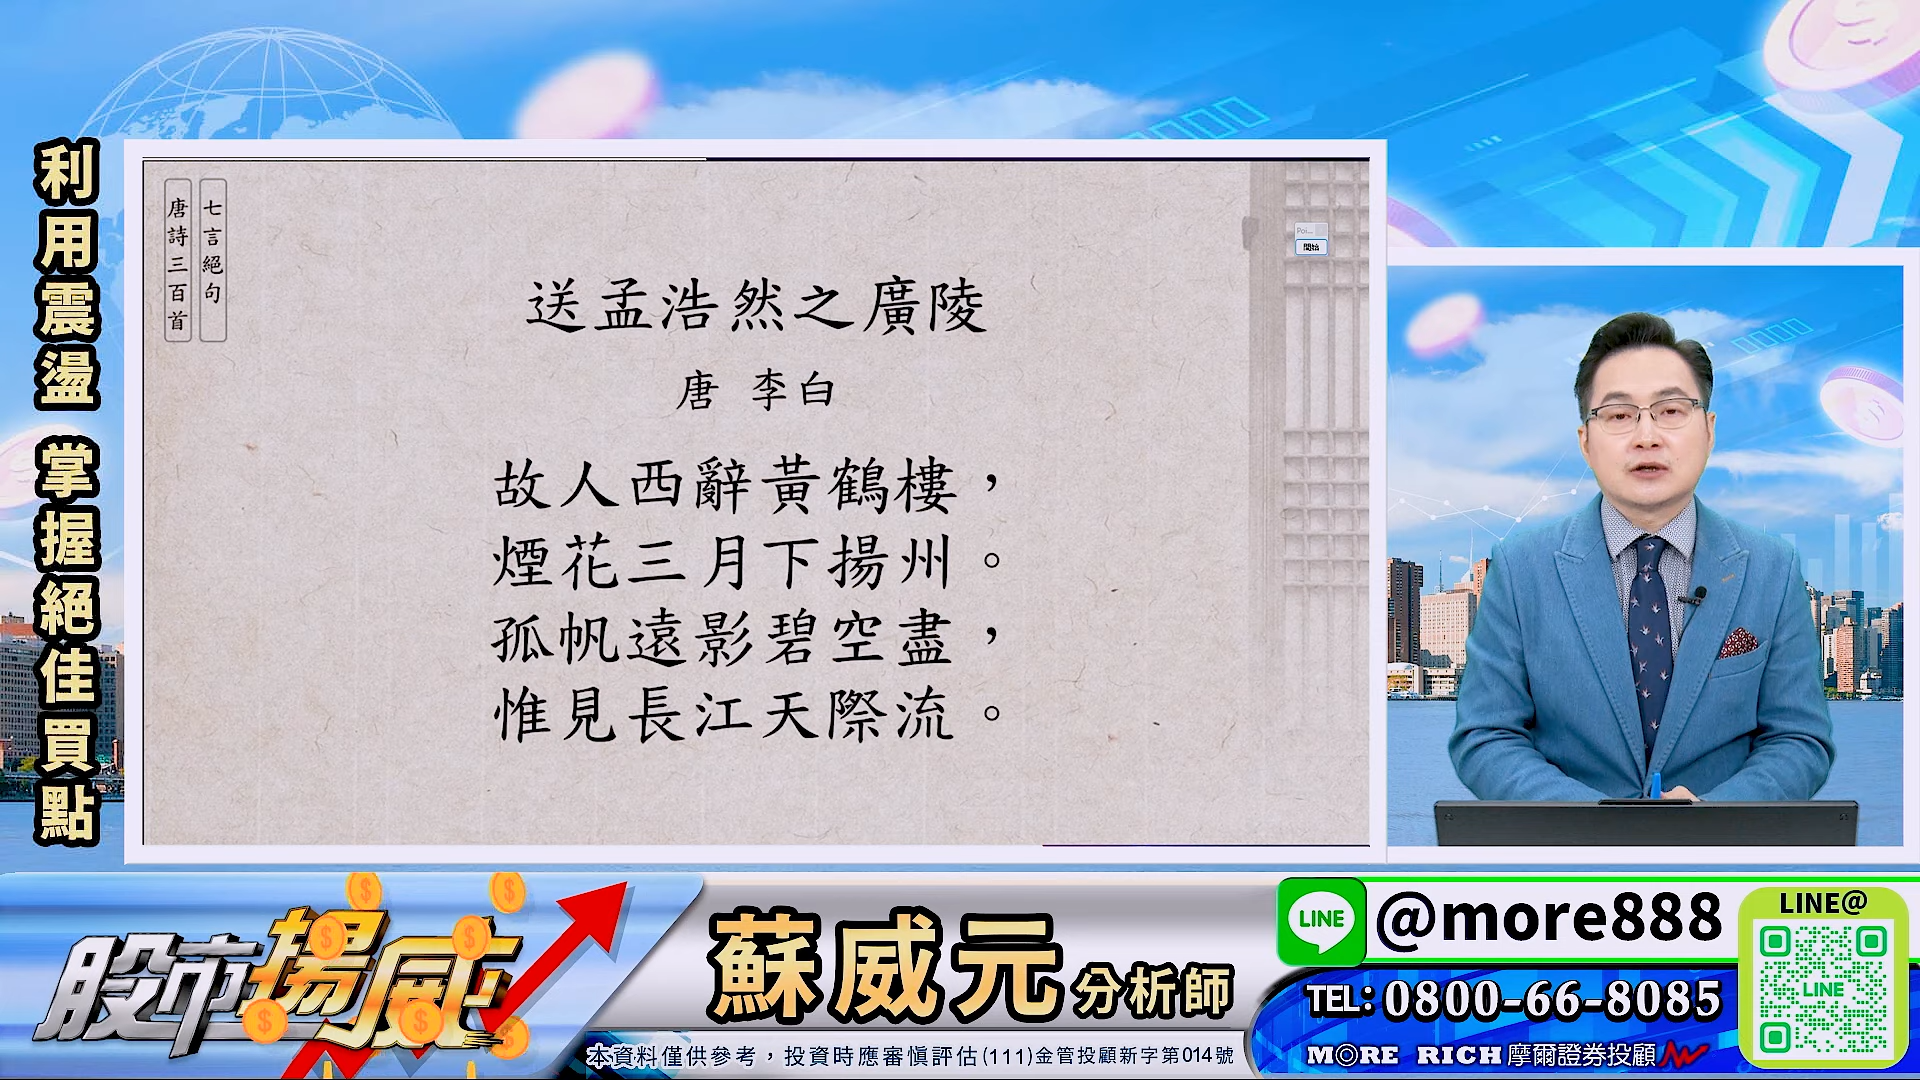 利用震盪 掌握絕佳買點
七言絕句
唐詩三百首
送孟浩然之廣陵
唐 李白
故人西辭黃鶴樓，
煙花三月下揚州。
孤帆遠影碧空盡，
惟見長江天際流。
Poi...
開始
股市揚威
蘇威元 分析師
本資料僅供參考，投資時應審慎評估(111)金管投顧新字第014號
LINE
@more888
TEL：0800-66-8085
MORE RICH 摩爾證券投顧
LINE@
LINE